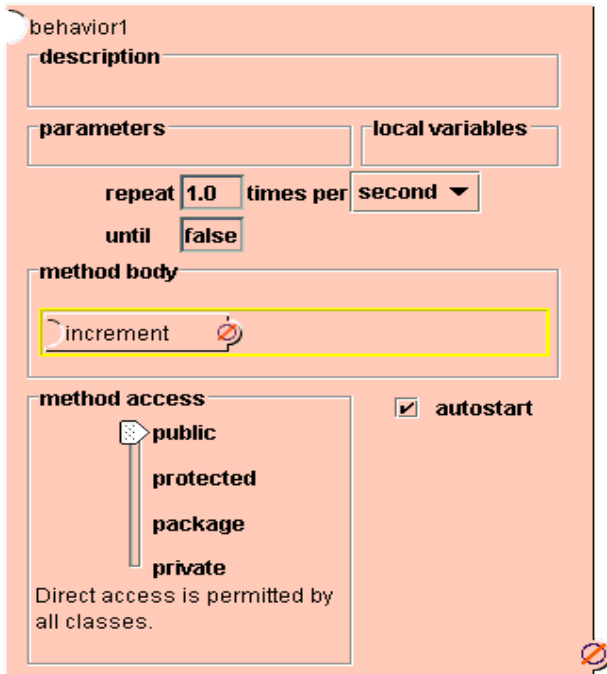 behavior1
description
parameters local variables
repeat 1.0 times per second
until false
method body
increment
method access
autostart
public
protected
package
private
Direct access is permitted by
all classes.